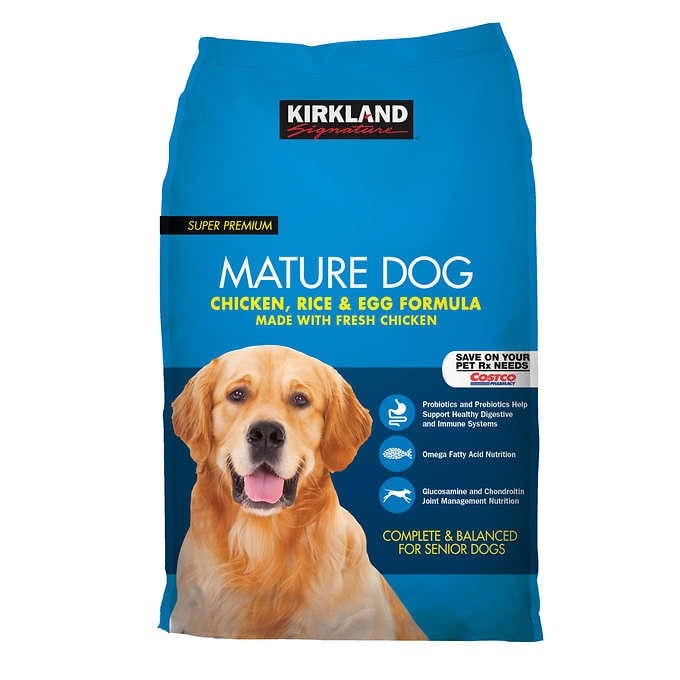 KIRKLAND
Signature
SUPER PREMIUM
MATURE DOG
CHICKEN, RICE & EGG FORMULA
MADE WITH FRESH CHICKEN
SAVE ON YOUR
PET Rx NEEDS
COSTCO
PHARMACY
Probiotics and Prebiotics Help
Support Healthy Digestive
and Immune Systems
Omega Fatty Acid Nutrition
Glucosamine and Chondroitin
Joint Management Nutrition
COMPLETE & BALANCED
FOR SENIOR DOGS